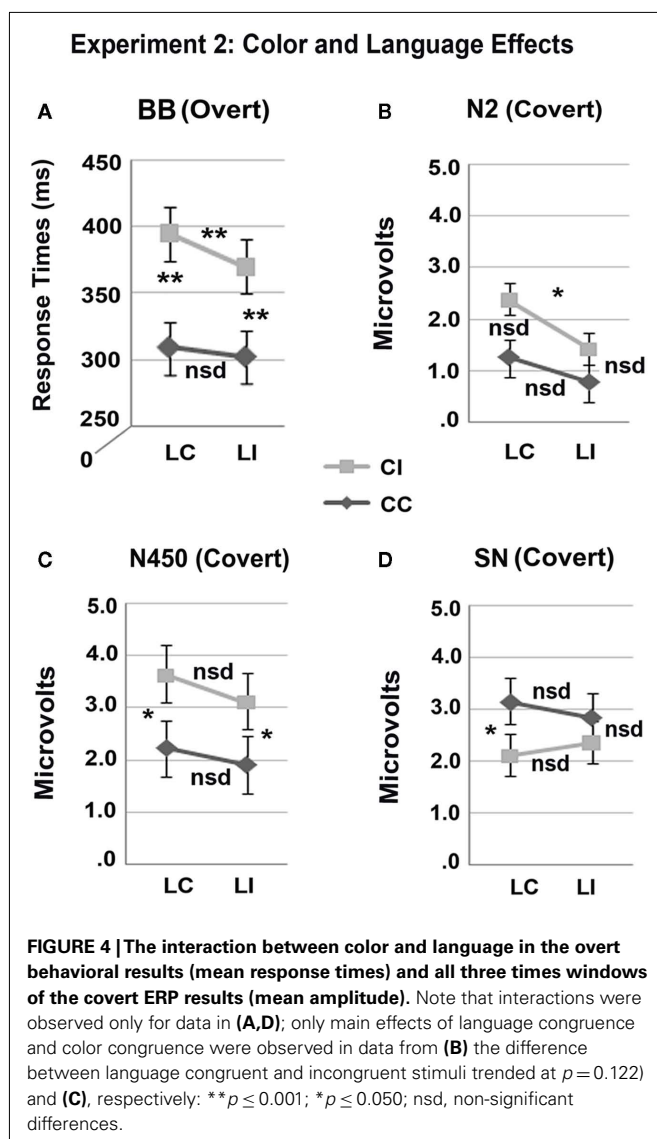 Experiment 2: Color and Language Effects
A BB (Overt)
Response Times (ms)
450
400
350
300
250
0
** 
**
**
nsd
LC LI
B N2 (Covert)
Microvolts
5.0
4.0
3.0
2.0
1.0
.0
*
nsd
nsd
nsd
LC LI
CI
CC
C N450 (Covert)
Microvolts
5.0
4.0
3.0
2.0
1.0
.0
nsd
*
*
nsd
LC LI
D SN (Covert)
Microvolts
5.0
4.0
3.0
2.0
1.0
.0
nsd
nsd
*
nsd
LC LI
FIGURE 4 | The interaction between color and language in the overt
behavioral results (mean response times) and all three times windows
of the covert ERP results (mean amplitude). Note that interactions were
observed only for data in (A,D); only main effects of language congruence
and color congruence were observed in data from (B) the difference
between language congruent and incongruent stimuli trended at p = 0.122)
and (C), respectively: **p ≤ 0.001; *p ≤ 0.050; nsd, non-significant
differences.